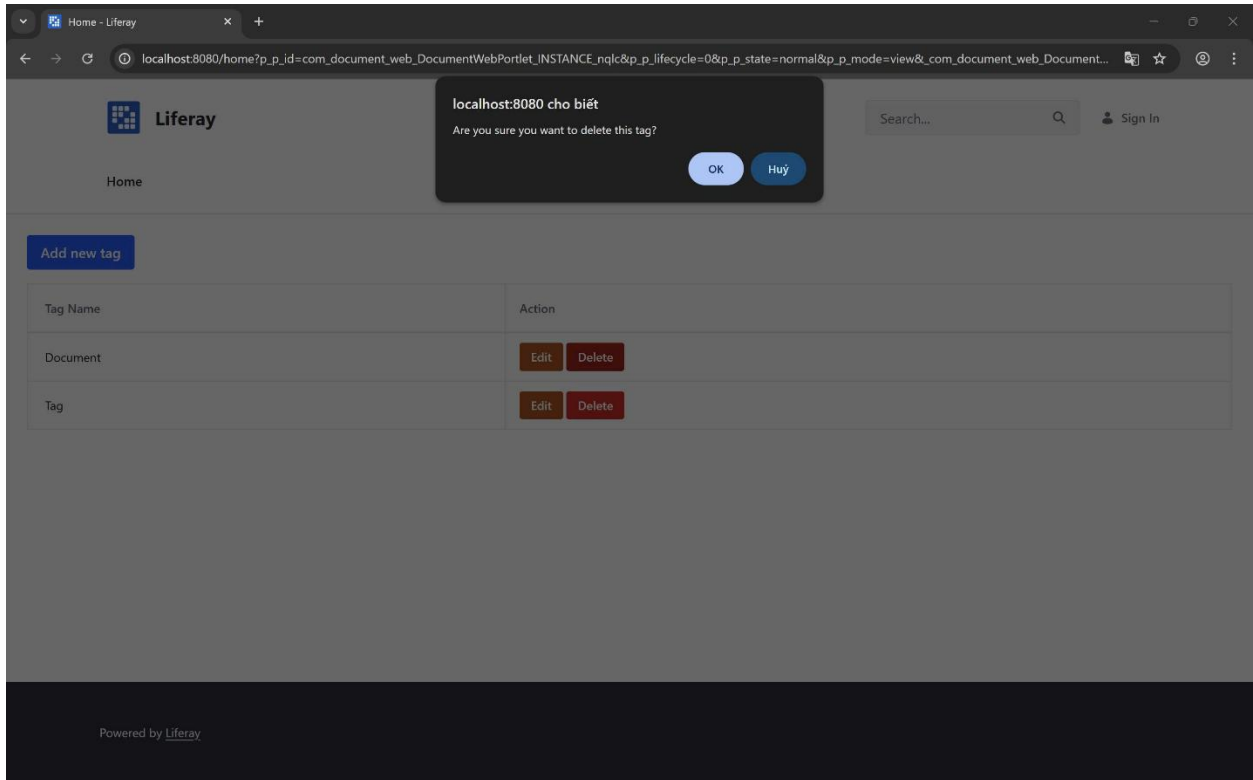 Home - Liferay
localhost:8080/home?p_p_id=com_document_web_DocumentWebPortlet_INSTANCE_nqlc&p_p_lifecycle=0&p_p_state=normal&p_p_mode=view&_com_document_web_Document...
localhost:8080 cho biết
Are you sure you want to delete this tag?
OK Huỷ
Liferay
Search...
Sign In
Home
Add new tag
Tag Name Action
Document Edit Delete
Tag Edit Delete
Powered by Liferay